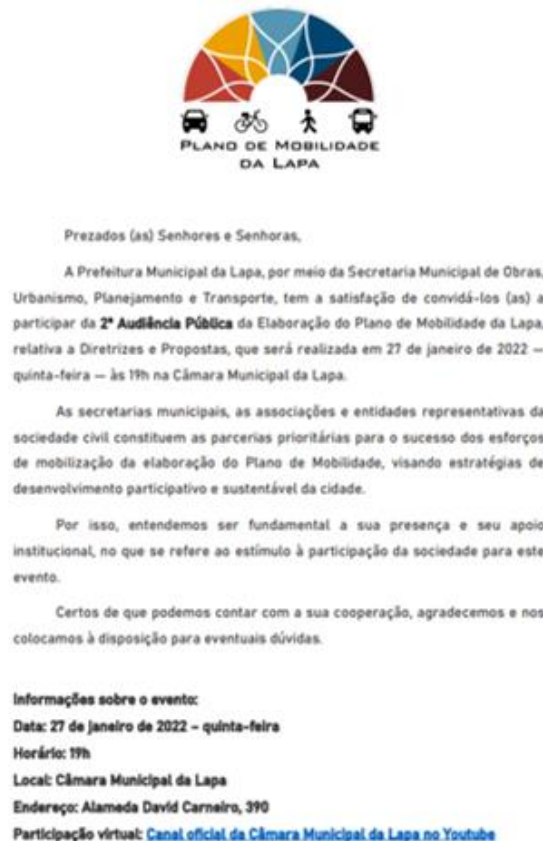 PLANO DE MOBILIDADE
DA LAPA
Prezados (as) Senhores e Senhoras,
A Prefeitura Municipal da Lapa, por meio da Secretaria Municipal de Obras,
Urbanismo, Planejamento e Transporte, tem a satisfação de convidá-los (as) a
participar da 2ª Audiência Pública da Elaboração do Plano de Mobilidade da Lapa,
relativa a Diretrizes e Propostas, que será realizada em 27 de janeiro de 2022 —
quinta-feira — às 19h na Câmara Municipal da Lapa.
As secretarias municipais, as associações e entidades representativas da
sociedade civil constituem as parcerias prioritárias para o sucesso dos esforços
de mobilização da elaboração do Plano de Mobilidade, visando estratégias de
desenvolvimento participativo e sustentável da cidade.
Por isso, entendemos ser fundamental a sua presença e seu apoio
institucional, no que se refere ao estímulo à participação da sociedade para este
evento.
Certos de que podemos contar com a sua cooperação, agradecemos e nos
colocamos à disposição para eventuais dúvidas.
Informações sobre o evento:
Data: 27 de janeiro de 2022 – quinta-feira
Horário: 19h
Local: Câmara Municipal da Lapa
Endereço: Alameda David Carneiro, 390
Participação virtual: Canal oficial da Câmara Municipal da Lapa no Youtube